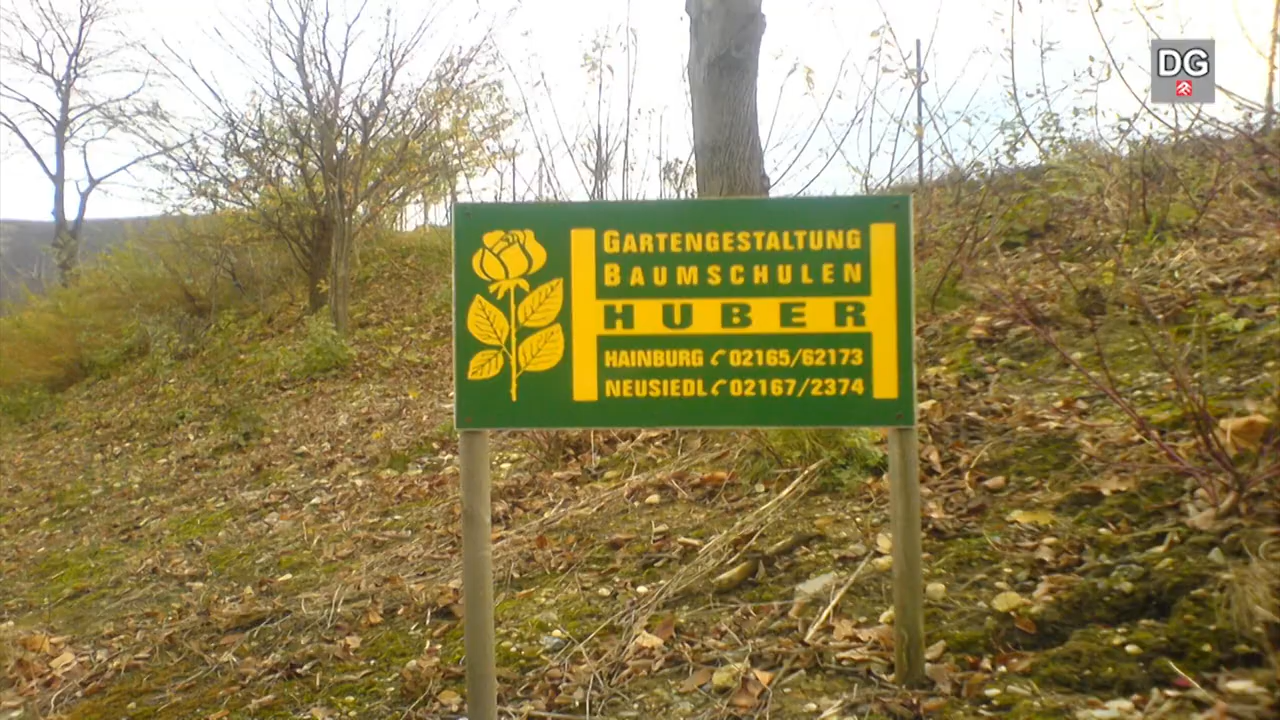 DG
GARTENGESTALTUNG
BAUMSCHULEN
HUBER
HAINBURG ✆ 02165/62173
NEUSIEDL ✆ 02167/2374